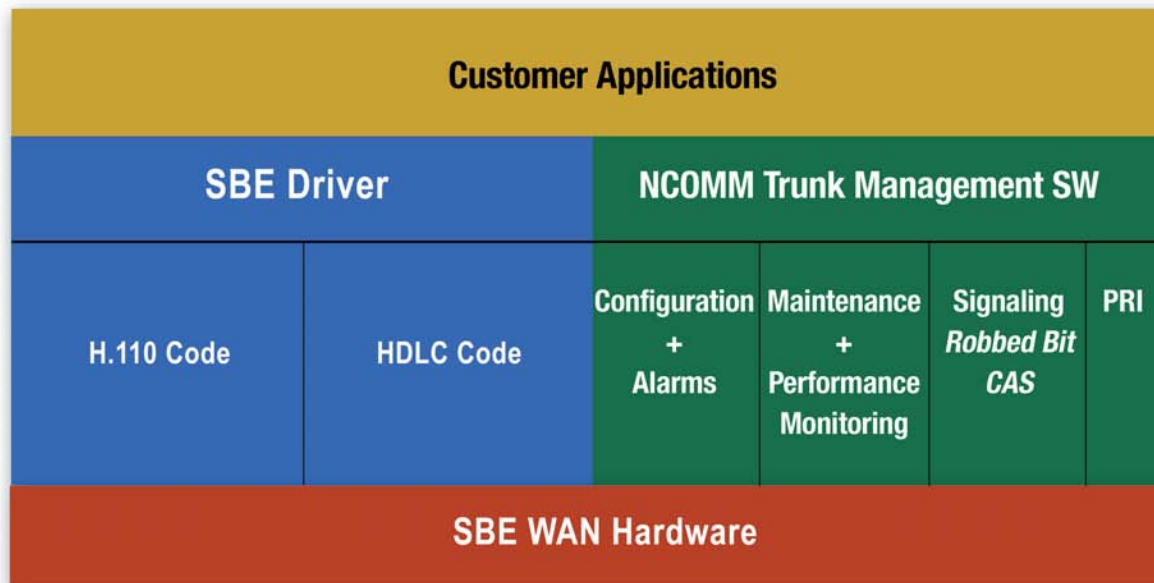 Customer Applications
SBE Driver
NCOMM Trunk Management SW
H.110 Code
HDLC Code
Configuration
+
Alarms
Maintenance
+
Performance
Monitoring
Signaling
Robbed Bit
CAS
PRI
SBE WAN Hardware